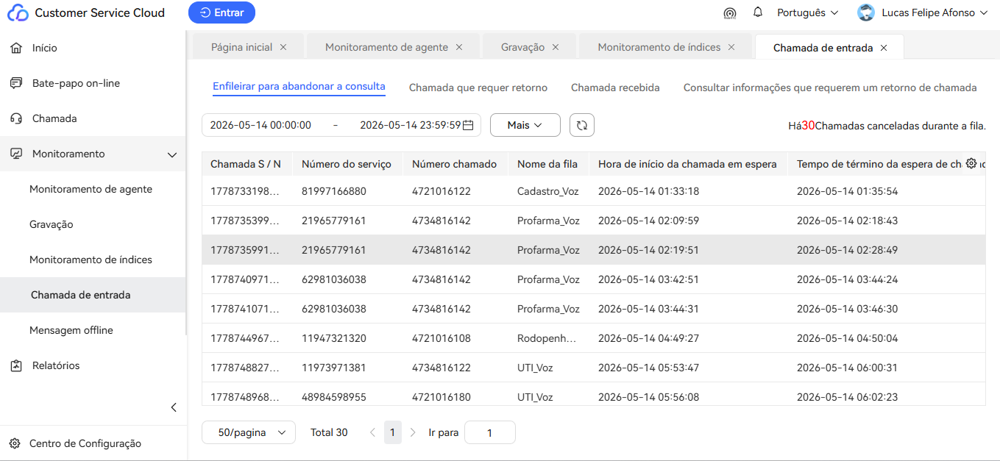 Customer Service Cloud
Entrar
Português
Lucas Felipe Afonso
Início
Bate-papo on-line
Chamada
Monitoramento
Monitoramento de agente
Gravação
Monitoramento de índices
Chamada de entrada
Mensagem offline
Relatórios
Centro de Configuração
Página inicial
Monitoramento de agente
Gravação
Monitoramento de índices
Chamada de entrada
Enfileirar para abandonar a consulta
Chamada que requer retorno
Chamada recebida
Consultar informações que requerem um retorno de chamada
2026-05-14 00:00:00 - 2026-05-14 23:59:59
Mais
Há30Chamadas canceladas durante a fila.
Chamada S / N Número do serviço Número chamado Nome da fila Hora de início da chamada em espera Tempo de término da espera de ch
1778733198... 81997166880 4721016122 Cadastro_Voz 2026-05-14 01:33:18 2026-05-14 01:35:54
1778735399... 21965779161 4734816142 Profarma_Voz 2026-05-14 02:09:59 2026-05-14 02:18:43
1778735991... 21965779161 4734816142 Profarma_Voz 2026-05-14 02:19:51 2026-05-14 02:28:49
1778740971... 62981036038 4734816142 Profarma_Voz 2026-05-14 03:42:51 2026-05-14 03:44:24
1778741071... 62981036038 4734816142 Profarma_Voz 2026-05-14 03:44:31 2026-05-14 03:46:30
1778744967... 11947321320 4721016108 Rodopenh... 2026-05-14 04:49:27 2026-05-14 04:50:04
1778748827... 11973971381 4734816122 UTI_Voz 2026-05-14 05:53:47 2026-05-14 06:00:31
1778748968... 48984598955 4721016180 UTI_Voz 2026-05-14 05:56:08 2026-05-14 06:02:23
50/pagina Total 30 1 Ir para 1